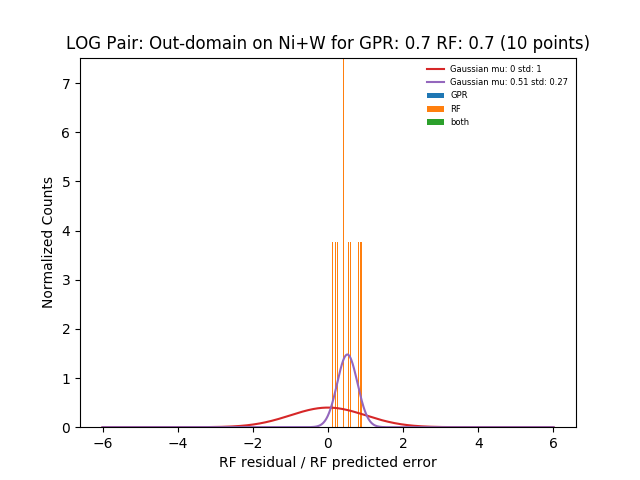 LOG Pair: Out-domain on Ni+W for GPR: 0.7 RF: 0.7 (10 points)
Gaussian mu: 0 std: 1
Gaussian mu: 0.51 std: 0.27
GPR
RF
both
Normalized Counts
7
6
5
4
3
2
1
0
−6
−4
−2
0
2
4
6
RF residual / RF predicted error